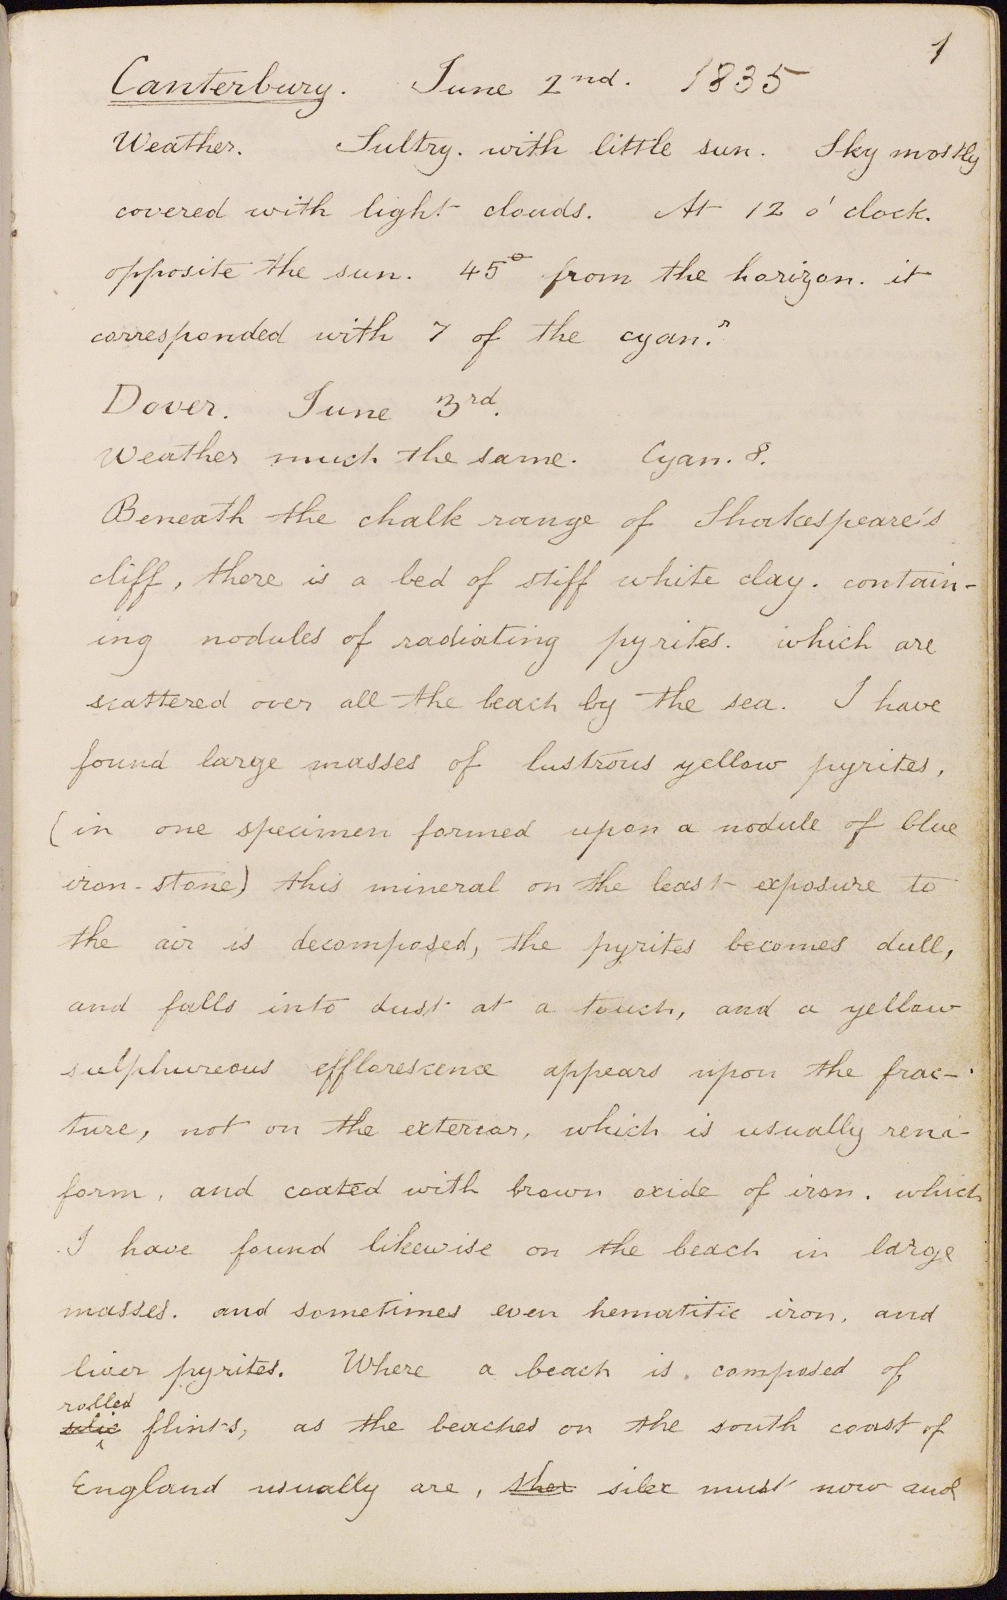 1
Canterbury. June 2nd. 1835
Weather. Sultry. with little sun. Sky mostly
covered with light clouds. At 12 o' clock.
opposite the sun. 45° from the horizon. it
corresponded with 7 of the cyan.r
Dover. June 3rd.
Weather much the same. Cyan. 8.
Beneath the chalk range of Shakespeare's
cliff, there is a bed of stiff white clay. contain-
ing nodules of radiating pyrites. which are
scattered over all the beach by the sea. I have
found large masses of lustrous yellow pyrites,
(in one specimen formed upon a nodule of blue
iron-stone) this mineral on the least exposure to
the air is decomposed, the pyrites becomes dull,
and falls into dust at a touch, and a yellow
sulphureous efflorescence appears upon the frac-
ture, not on the exterior, which is usually reni-
form, and coated with brown oxide of iron. which
I have found likewise on the beach in large
masses. and sometimes even hematitic iron, and
liver pyrites. Where a beach is composed of
rolled
silic flints, as the beaches on the south coast of
England usually are, thex silex must now and